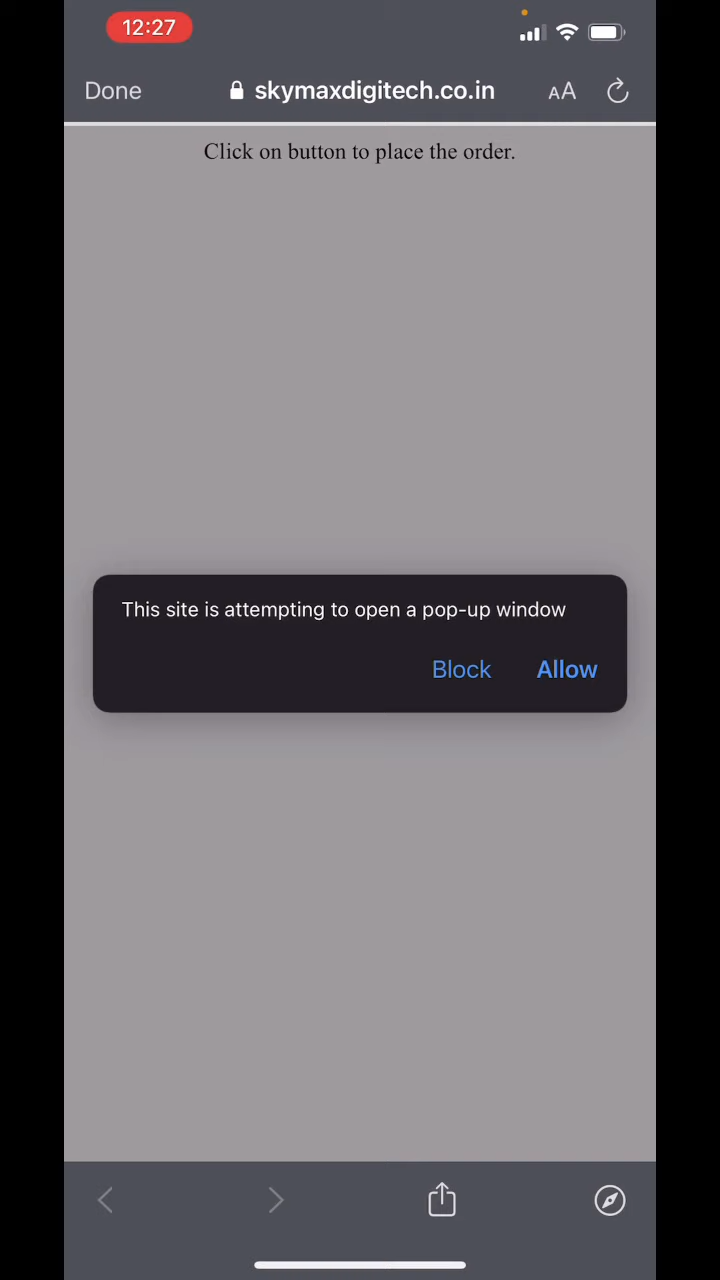 12:27
Done
skymaxdigitech.co.in
AA
Click on button to place the order.
This site is attempting to open a pop-up window
Block
Allow